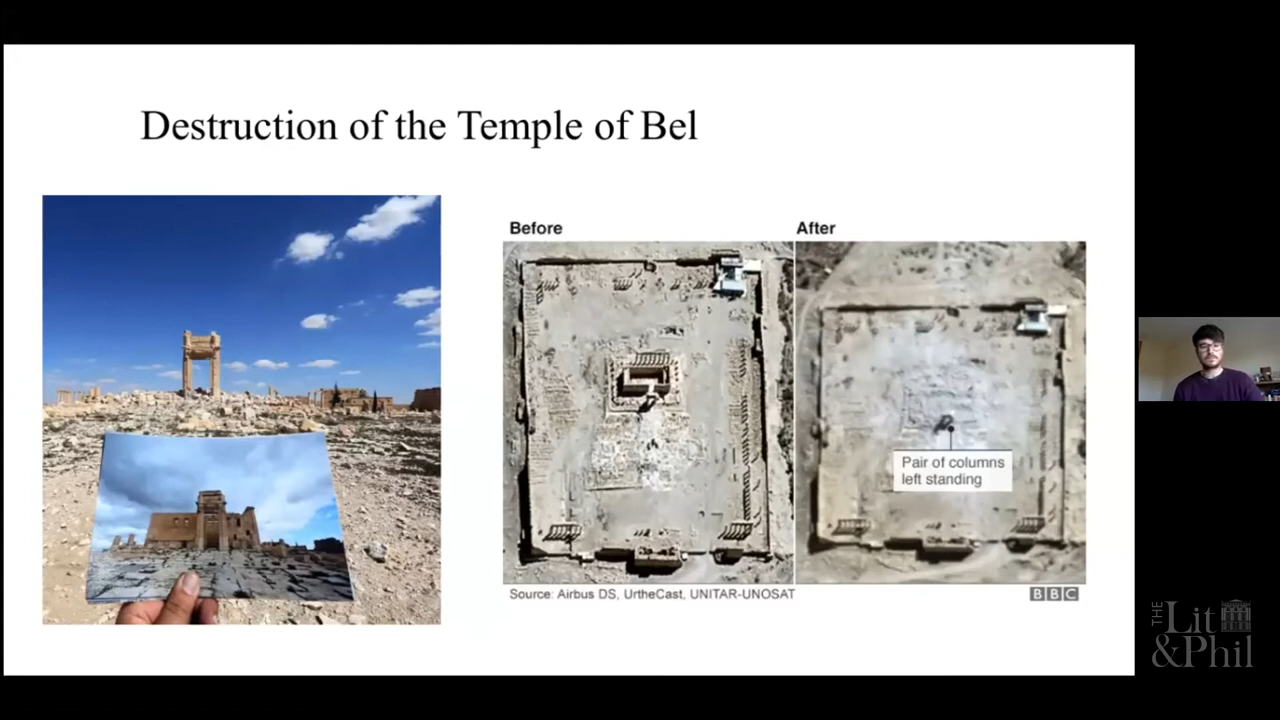 Destruction of the Temple of Bel
Before
After
Pair of columns
left standing
Source: Airbus DS, UrtheCast, UNITAR-UNOSAT
BBC
THE
Lit
&Phil